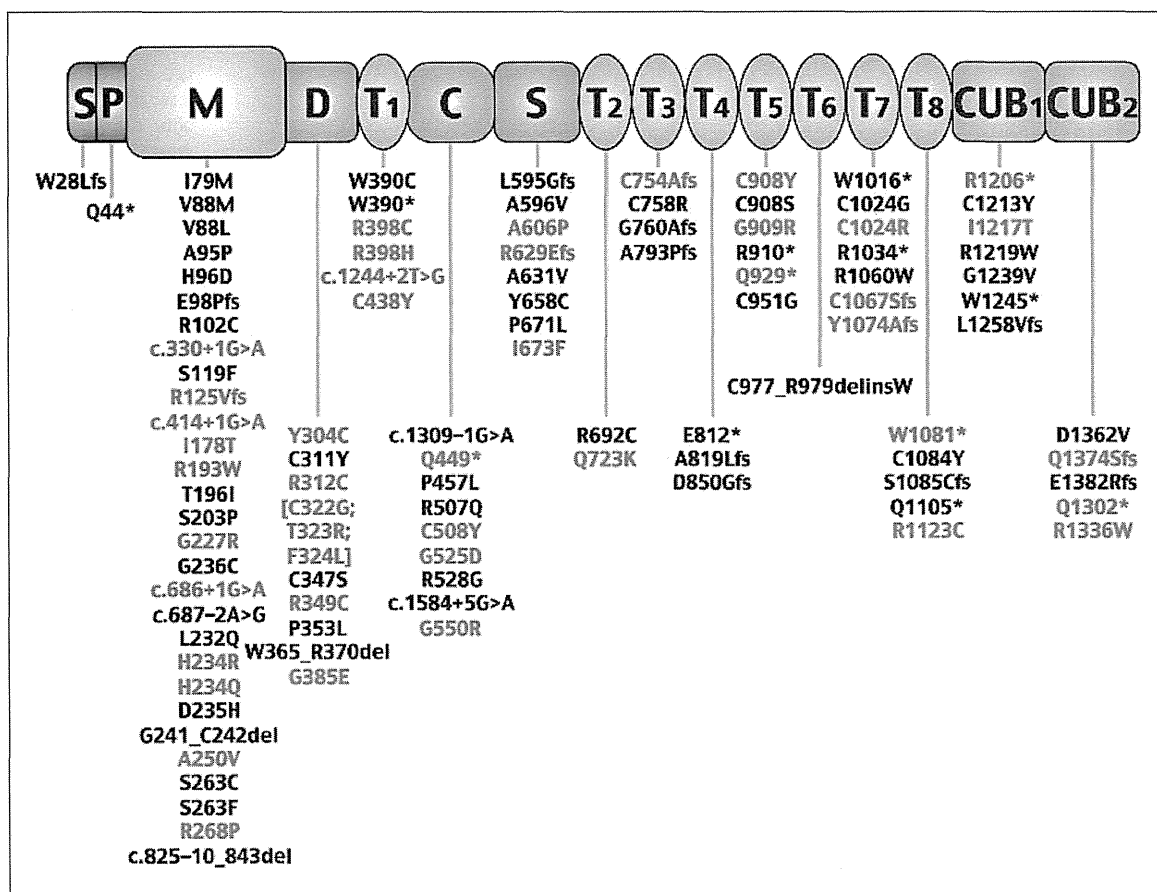 S P M D T1 C S T2 T3 T4 T5 T6 T7 T8 CUB1 CUB2
W28Lfs
Q44*
I79M
V88M
V88L
A95P
H96D
E98Pfs
R102C
c.330+1G>A
S119F
R125Vfs
c.414+1G>A
I178T
R193W
T196I
S203P
G227R
G236C
c.686+1G>A
c.687–2A>G
L232Q
H234R
H234Q
D235H
G241_C242del
A250V
S263C
S263F
R268P
c.825–10_843del
Y304C
C311Y
R312C
[C322G;
T323R;
F324L]
C347S
R349C
P353L
W365_R370del
G385E
W390C
W390*
R398C
R398H
c.1244+2T>G
C438Y
c.1309–1G>A
Q449*
P457L
R507Q
C508Y
G525D
R528G
c.1584+5G>A
G550R
L595Gfs
A596V
A606P
R629Efs
A631V
Y658C
P671L
I673F
R692C
Q723K
C754Afs
C758R
G760Afs
A793Pfs
E812*
A819Lfs
D850Gfs
C908Y
C908S
G909R
R910*
Q929*
C951G
C977_R979delinsW
W1016*
C1024G
C1024R
R1034*
R1060W
C1067Sfs
Y1074Afs
W1081*
C1084Y
S1085Cfs
Q1105*
R1123C
R1206*
C1213Y
I1217T
R1219W
G1239V
W1245*
L1258Vfs
D1362V
Q1374Sfs
E1382Rfs
Q1302*
R1336W